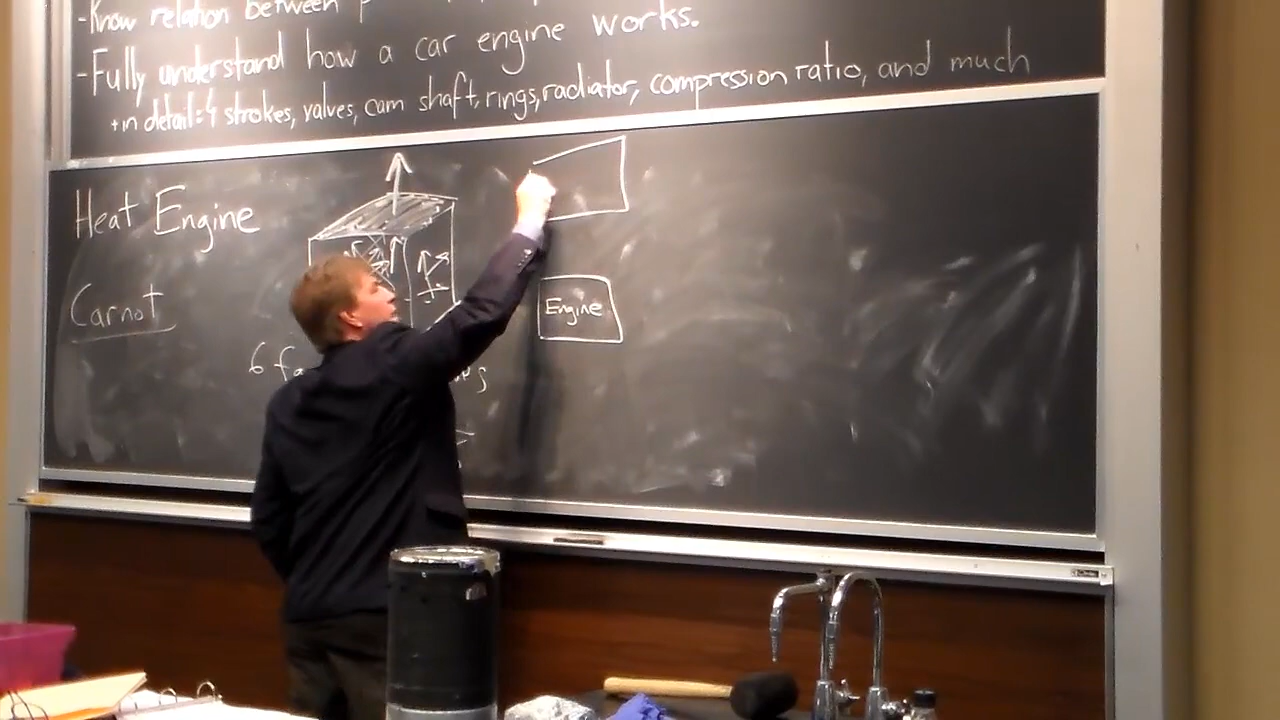 -Know relation between
-Fully understand how a car engine works.
+in detail: 4 strokes, valves, cam shaft, rings, radiator, compression ratio, and much
Heat Engine
Carnot
Engine
6